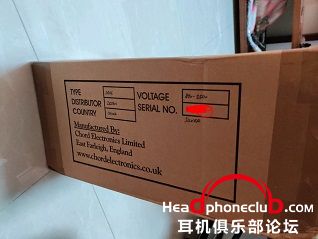 TYPE
DISTRIBUTOR
COUNTRY
VOLTAGE
SERIAL NO.
Manufactured By:
Chord Electronics Limited
East Farleigh, England
www.chordelectronics.co.uk
Headphoneclub.com
耳机俱乐部论坛